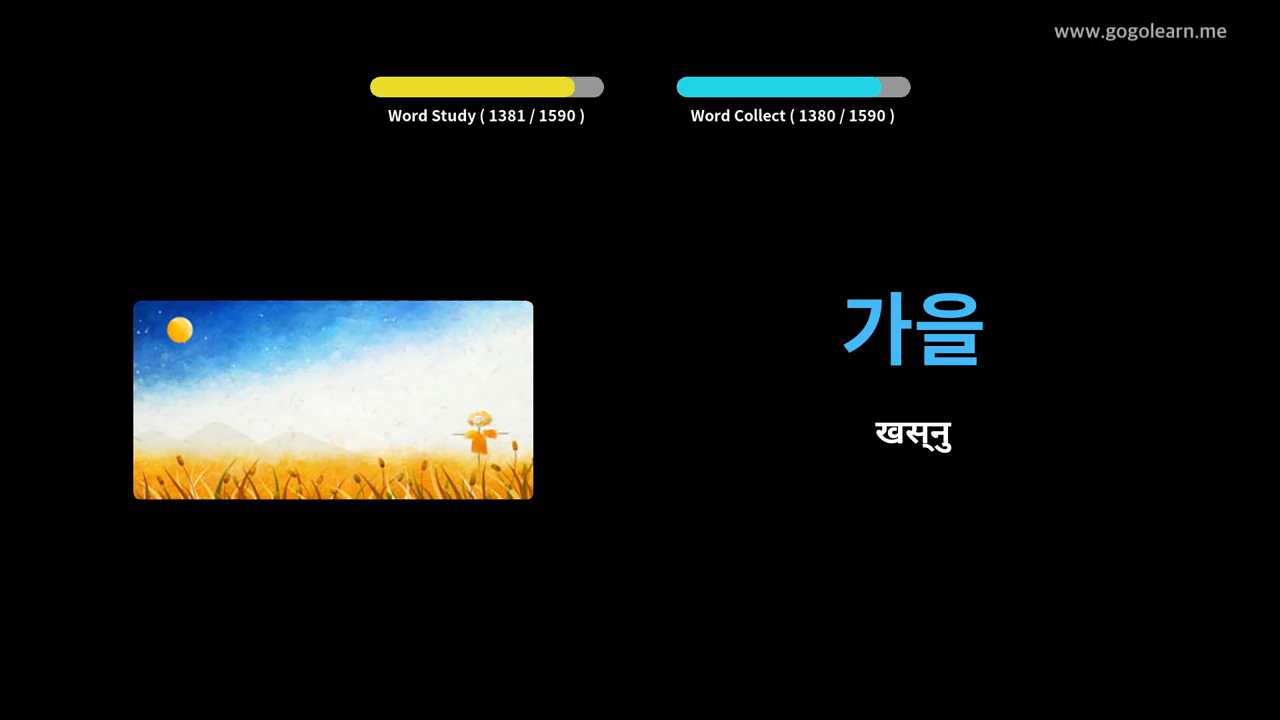 www.gogolearn.me
Word Study ( 1381 / 1590 )
Word Collect ( 1380 / 1590 )
가을
खस्‌नु